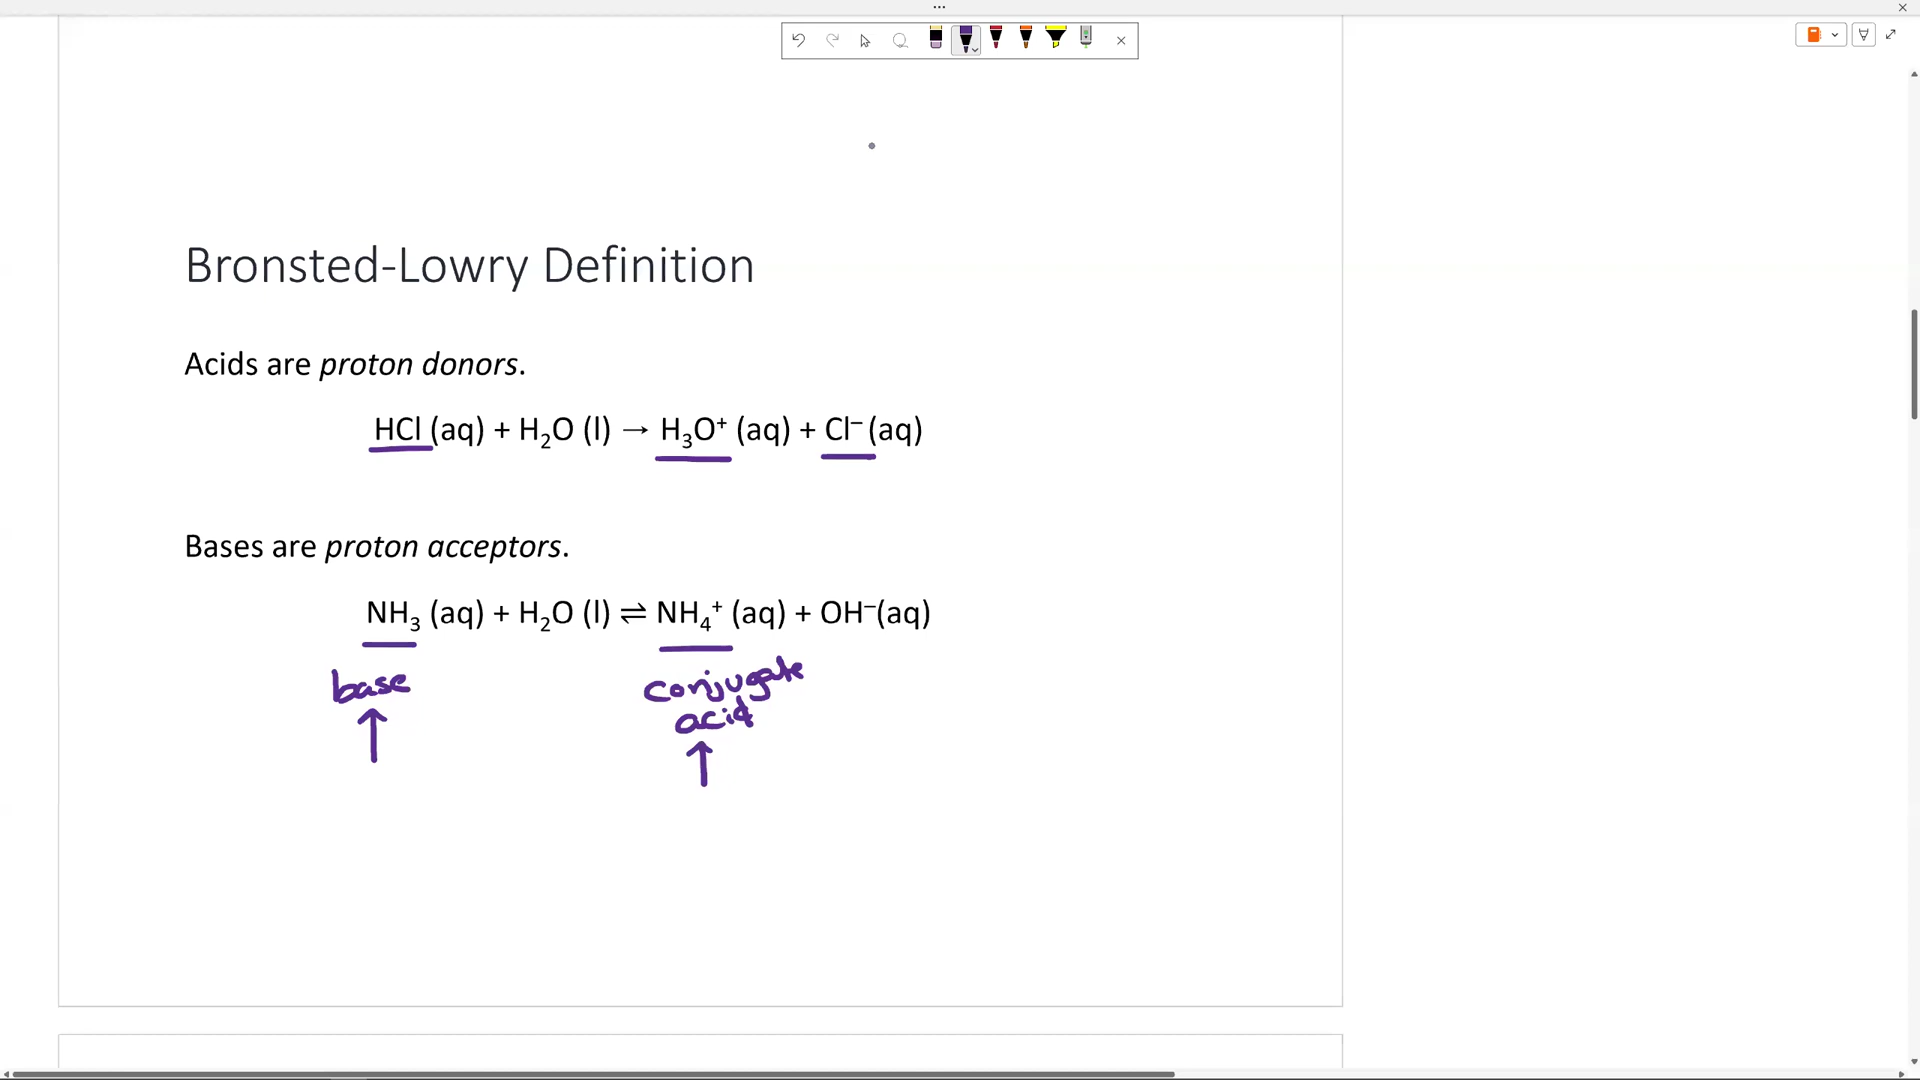 Bronsted-Lowry Definition
Acids are proton donors.
HCl (aq) + H₂O (l) → H₃O⁺ (aq) + Cl⁻ (aq)
Bases are proton acceptors.
NH₃ (aq) + H₂O (l) ⇌ NH₄⁺ (aq) + OH⁻(aq)
base
conjugate
acid